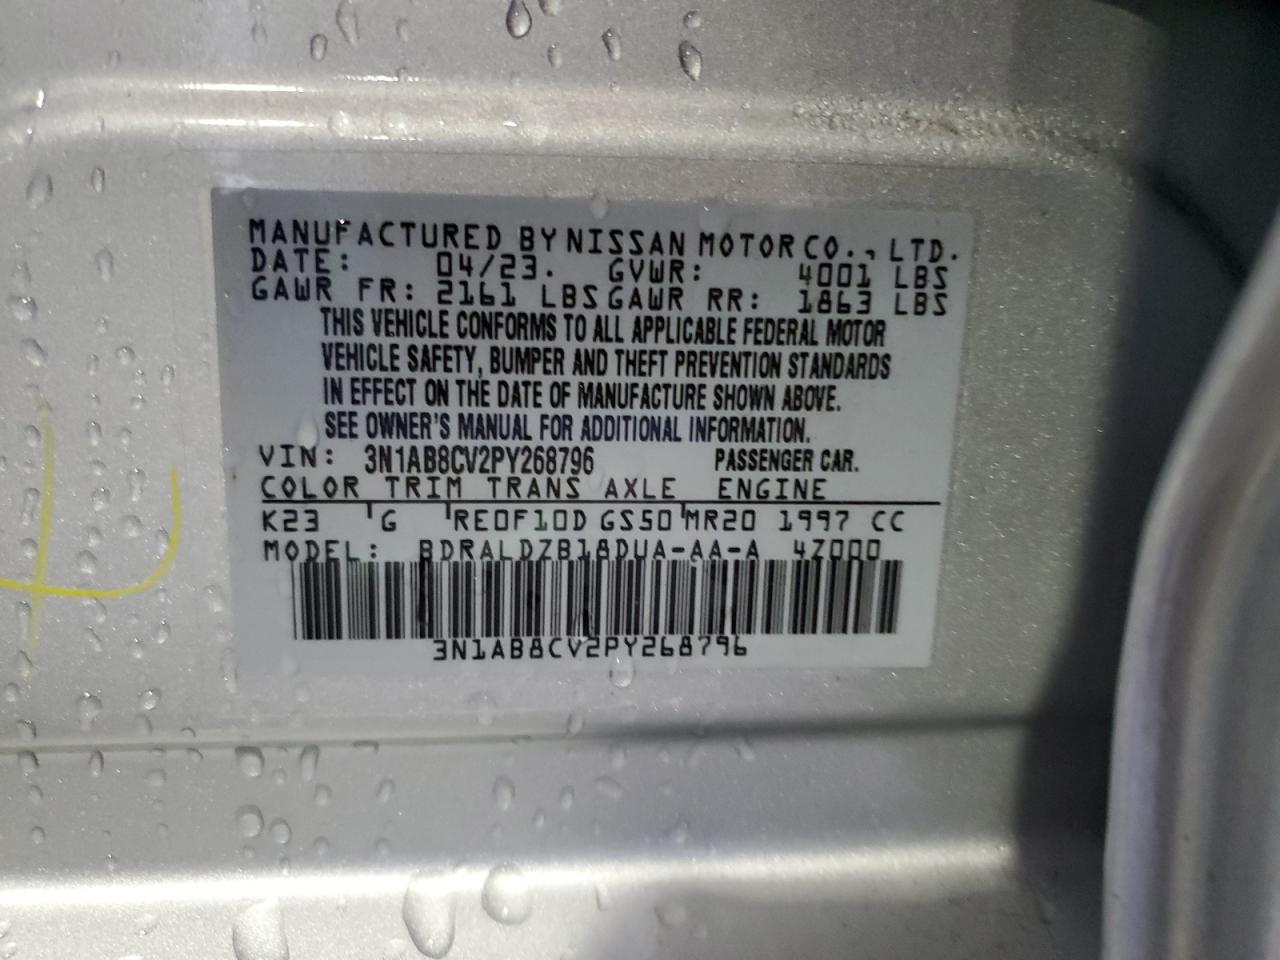 MANUFACTURED BY NISSAN MOTOR CO., LTD.
DATE: 04/23. GVWR: 4001 LBS
GAWR FR: 2161 LBS GAWR RR: 1863 LBS
THIS VEHICLE CONFORMS TO ALL APPLICABLE FEDERAL MOTOR
VEHICLE SAFETY, BUMPER AND THEFT PREVENTION STANDARDS
IN EFFECT ON THE DATE OF MANUFACTURE SHOWN ABOVE.
SEE OWNER'S MANUAL FOR ADDITIONAL INFORMATION.
VIN: 3N1AB8CV2PY268796 PASSENGER CAR.
COLOR TRIM TRANS AXLE ENGINE
K23 G RE0F10D GS50 MR20 1997 CC
MODEL: BDRALDZB18DUA-AA-A 4Z000
3N1AB8CV2PY268796